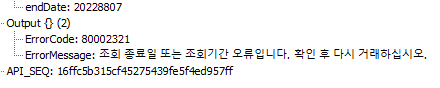 endDate: 20228807
Output {} (2)
ErrorCode: 80002321
ErrorMessage: 조회 종료일 또는 조회기간 오류입니다. 확인 후 다시 거래하십시오.
API_SEQ: 16ffc5b315cf45275439fe5f4ed957ff